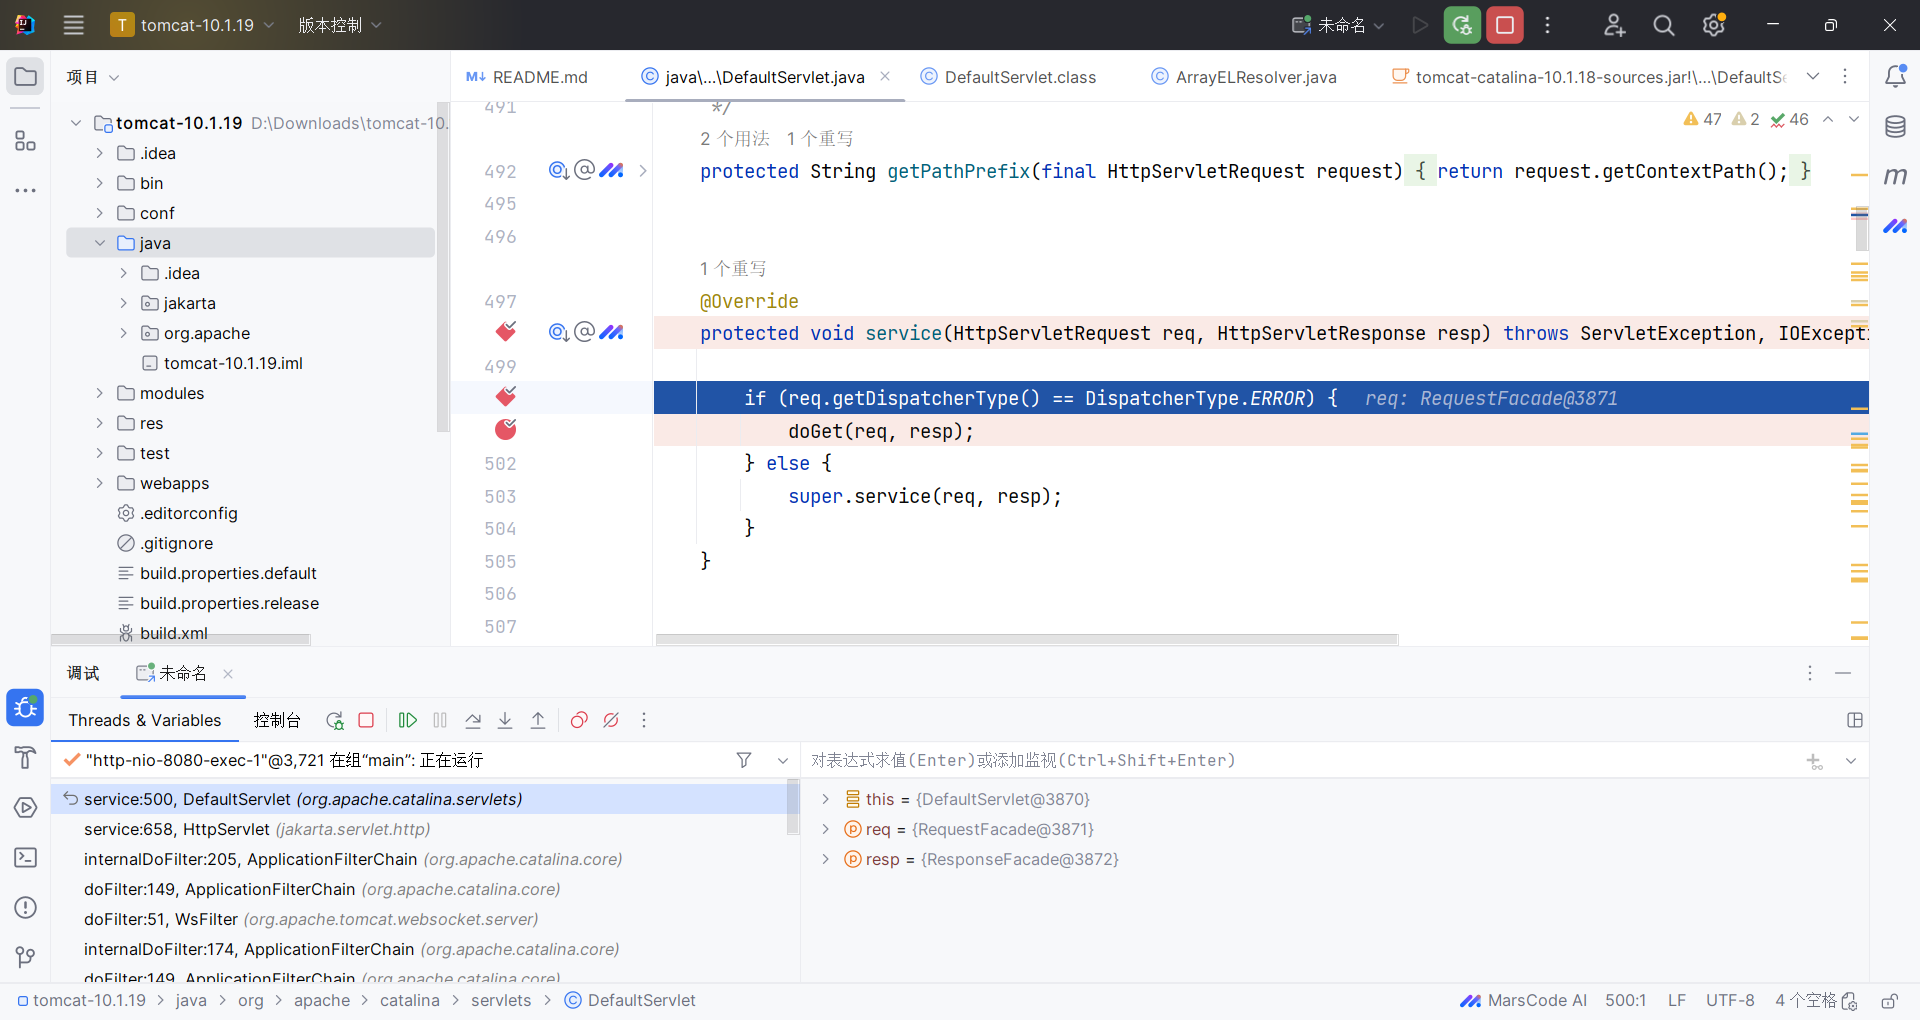 T tomcat-10.1.19 版本控制 未命名
项目
README.md java\...\DefaultServlet.java DefaultServlet.class ArrayELResolver.java tomcat-catalina-10.1.18-sources.jar!\...\DefaultSe
tomcat-10.1.19 D:\Downloads\tomcat-10.
.idea
bin
conf
java
.idea
jakarta
org.apache
tomcat-10.1.19.iml
modules
res
test
webapps
.editorconfig
.gitignore
build.properties.default
build.properties.release
build.xml
47 2 46
491 */
2 个用法 1 个重写
492 protected String getPathPrefix(final HttpServletRequest request) { return request.getContextPath(); }
495
496
1 个重写
497 @Override
protected void service(HttpServletRequest req, HttpServletResponse resp) throws ServletException, IOExcepti
499
if (req.getDispatcherType() == DispatcherType.ERROR) { req: RequestFacade@3871
doGet(req, resp);
502 } else {
503 super.service(req, resp);
504 }
505 }
506
507
调试 未命名
Threads & Variables 控制台
"http-nio-8080-exec-1"@3,721 在组“main”: 正在运行
service:500, DefaultServlet (org.apache.catalina.servlets)
service:658, HttpServlet (jakarta.servlet.http)
internalDoFilter:205, ApplicationFilterChain (org.apache.catalina.core)
doFilter:149, ApplicationFilterChain (org.apache.catalina.core)
doFilter:51, WsFilter (org.apache.tomcat.websocket.server)
internalDoFilter:174, ApplicationFilterChain (org.apache.catalina.core)
doFilter:149, ApplicationFilterChain (org.apache.catalina.core)
对表达式求值(Enter)或添加监视(Ctrl+Shift+Enter)
this = {DefaultServlet@3870}
req = {RequestFacade@3871}
resp = {ResponseFacade@3872}
tomcat-10.1.19 > java > org > apache > catalina > servlets > DefaultServlet
MarsCode AI 500:1 LF UTF-8 4 个空格